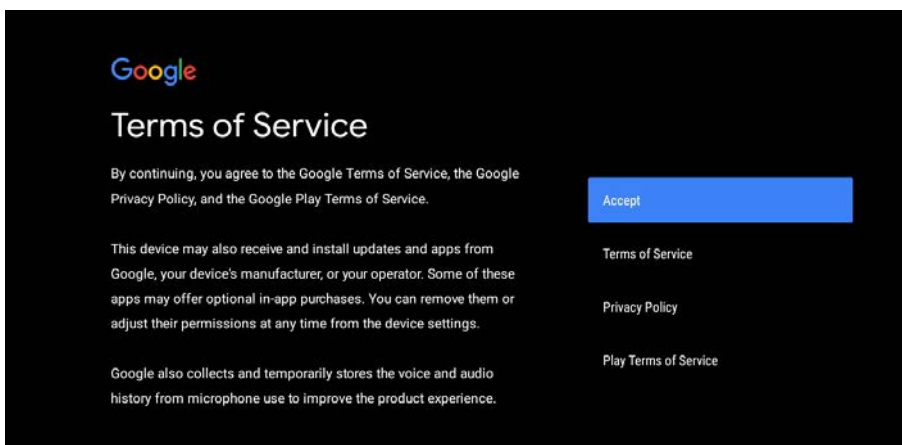 Google
Terms of Service
By continuing, you agree to the Google Terms of Service, the Google
Privacy Policy, and the Google Play Terms of Service.
This device may also receive and install updates and apps from
Google, your device's manufacturer, or your operator. Some of these
apps may offer optional in-app purchases. You can remove them or
adjust their permissions at any time from the device settings.
Google also collects and temporarily stores the voice and audio
history from microphone use to improve the product experience.
Accept
Terms of Service
Privacy Policy
Play Terms of Service